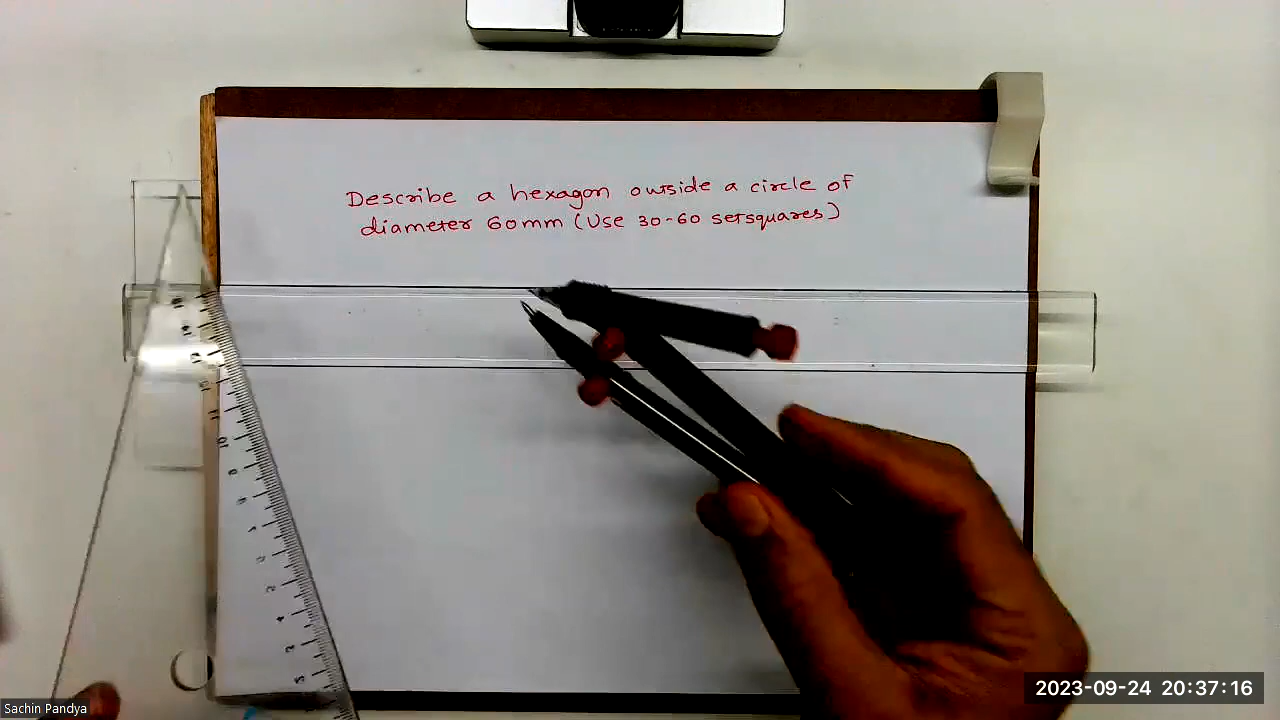 Describe a hexagon outside a circle of
diameter 60mm (Use 30-60 setsquares)
Sachin Pandya
2023-09-24 20:37:16